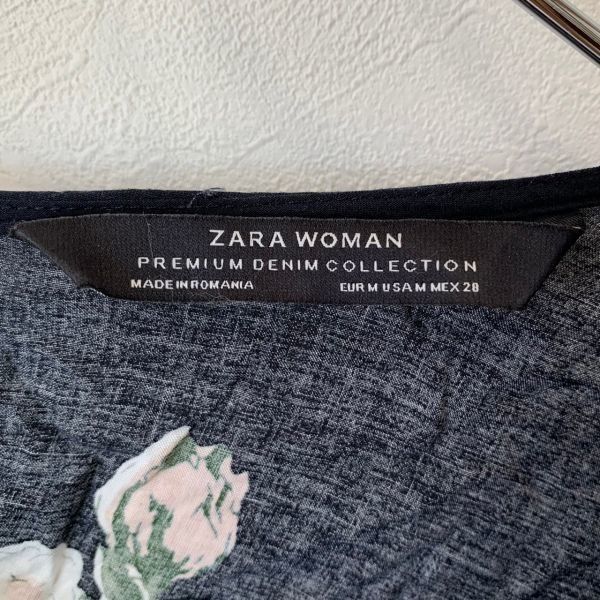 ZARA WOMAN
PREMIUM DENIM COLLECTION
MADE IN ROMANIA EUR M USA M MEX 28